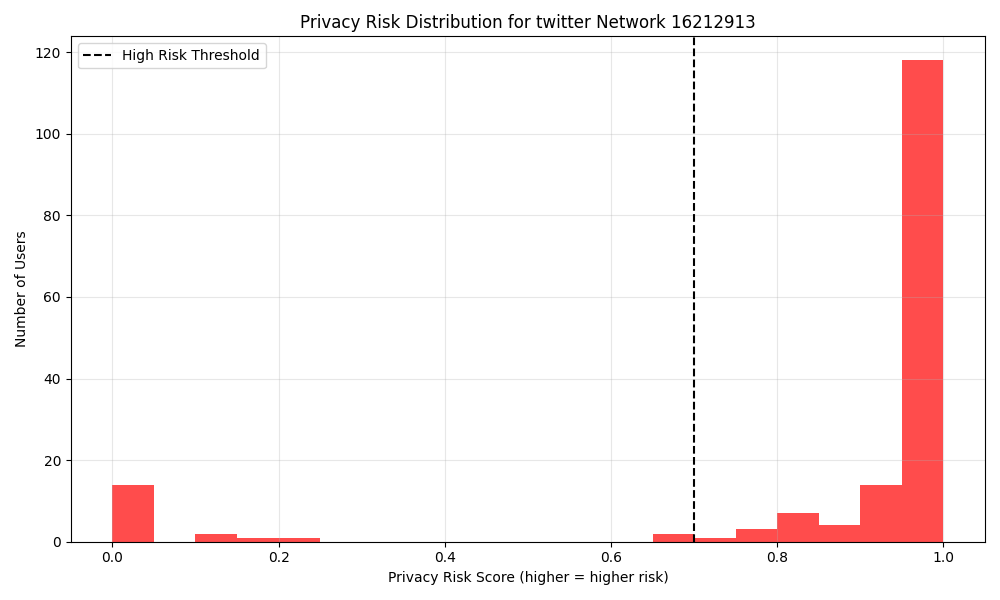 Privacy Risk Distribution for twitter Network 16212913
High Risk Threshold
120
100
80
60
40
20
0
Number of Users
0.0 0.2 0.4 0.6 0.8 1.0
Privacy Risk Score (higher = higher risk)